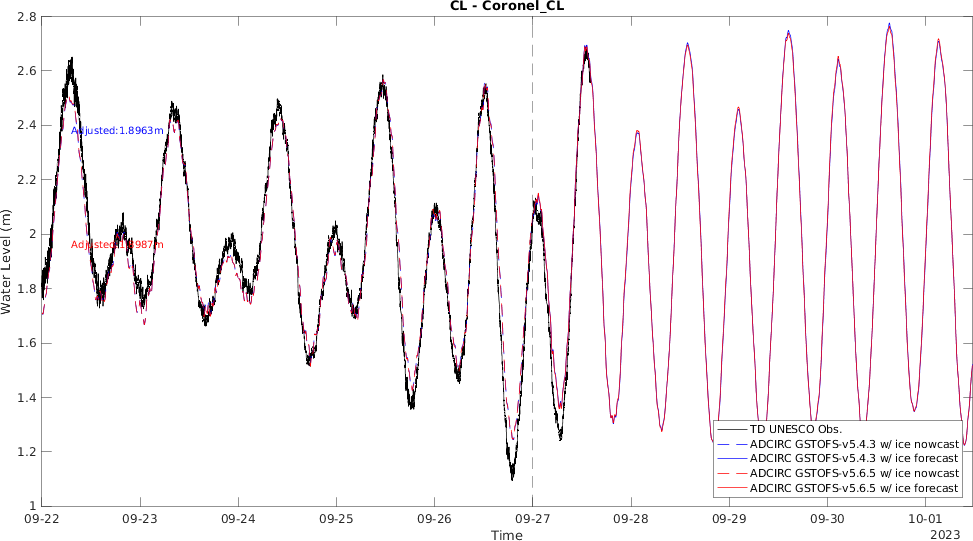 CL - Coronel_CL
2.8
2.6
2.4
2.2
2
1.8
1.6
1.4
1.2
1
Water Level (m)
Adjusted:1.8963m
TD UNESCO Obs.
ADCIRC GSTOFS-v5.4.3 w/ ice nowcast
ADCIRC GSTOFS-v5.4.3 w/ ice forecast
ADCIRC GSTOFS-v5.6.5 w/ ice nowcast
ADCIRC GSTOFS-v5.6.5 w/ ice forecast
09-22 09-23 09-24 09-25 09-26 09-27 09-28 09-29 09-30 10-01
Time
2023